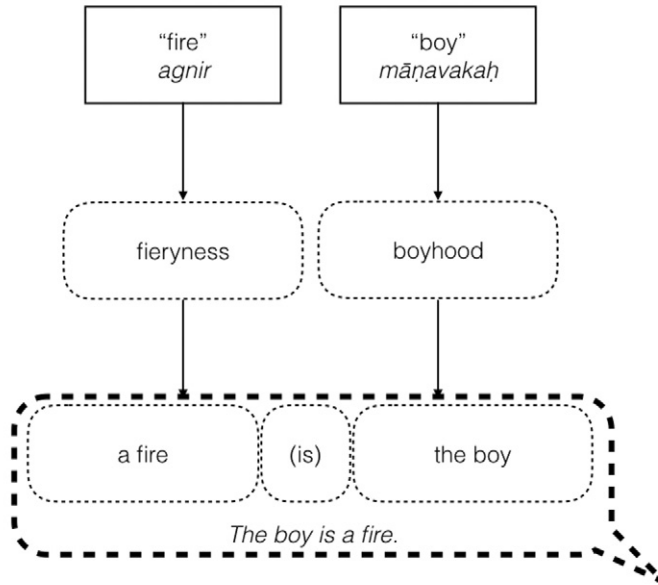 “fire”
agnir
“boy”
māṇavakaḥ
fieryness
boyhood
a fire
(is)
the boy
The boy is a fire.